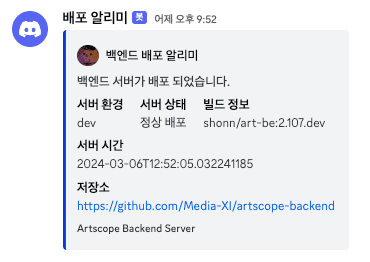 배포 알리미 봇 어제 오후 9:52
백엔드 배포 알리미
백엔드 서버가 배포 되었습니다.
서버 환경 서버 상태 빌드 정보
dev 정상 배포 shonn/art-be:2.107.dev
서버 시간
2024-03-06T12:52:05.032241185
저장소
https://github.com/Media-XI/artscope-backend
Artscope Backend Server